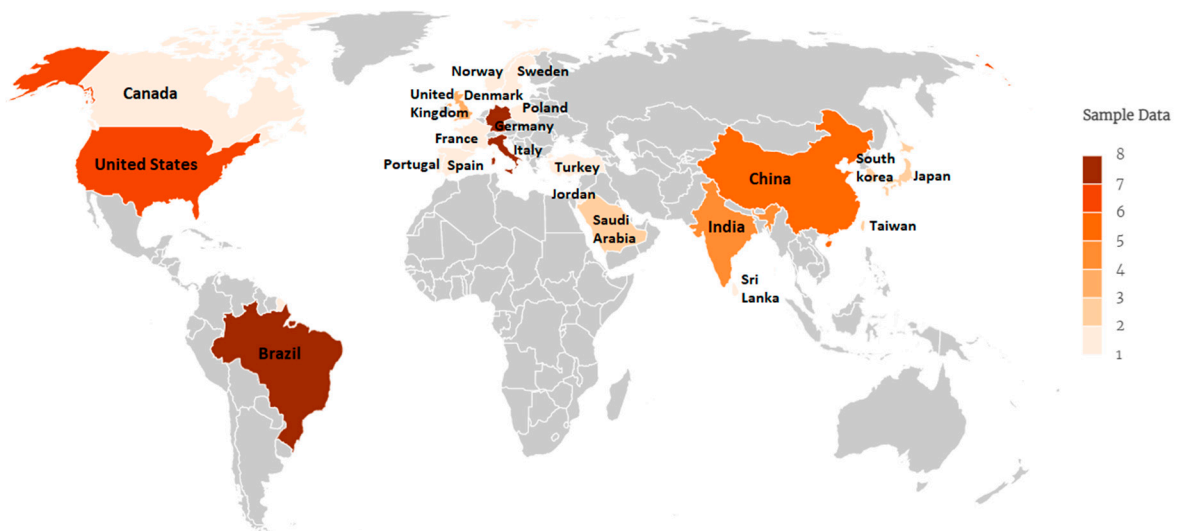 Norway
Sweden
Canada
United
Kingdom
Denmark
Poland
Germany
France
Italy
United States
Portugal
Spain
Turkey
China
South
korea
Japan
Jordan
Saudi
Arabia
India
Taiwan
Sri
Lanka
Brazil
Sample Data
8
7
6
5
4
3
2
1